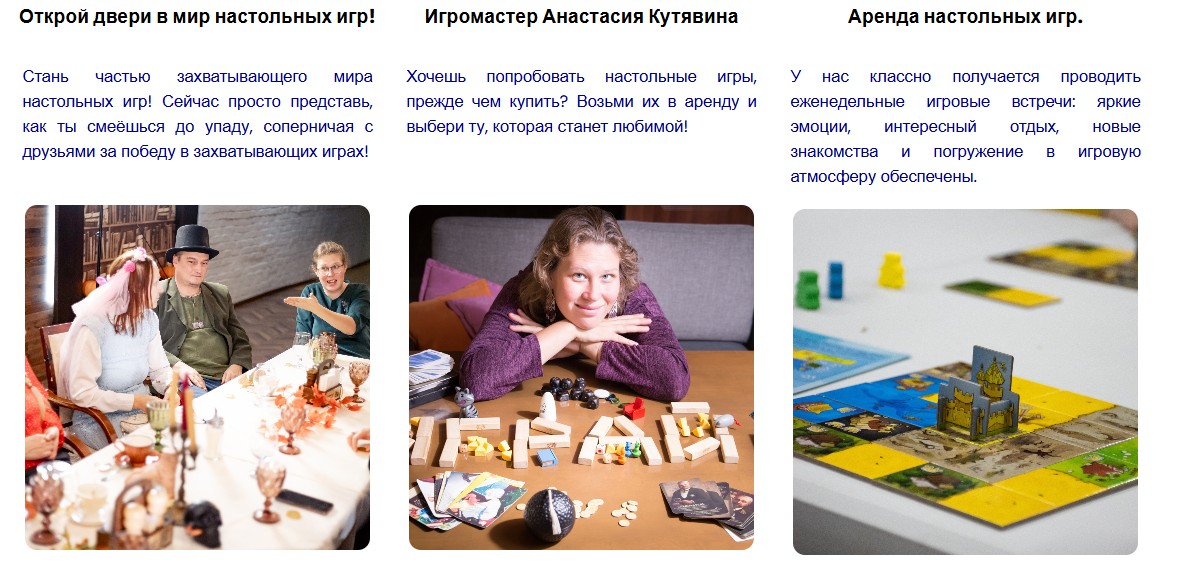 Открой двери в мир настольных игр!
Стань частью захватывающего мира
настольных игр! Сейчас просто представь,
как ты смеёшься до упаду, соперничая с
друзьями за победу в захватывающих играх!
Игромастер Анастасия Кутявина
Хочешь попробовать настольные игры,
прежде чем купить? Возьми их в аренду и
выбери ту, которая станет любимой!
Аренда настольных игр.
У нас классно получается проводить
еженедельные игровые встречи: яркие
эмоции, интересный отдых, новые
знакомства и погружение в игровую
атмосферу обеспечены.